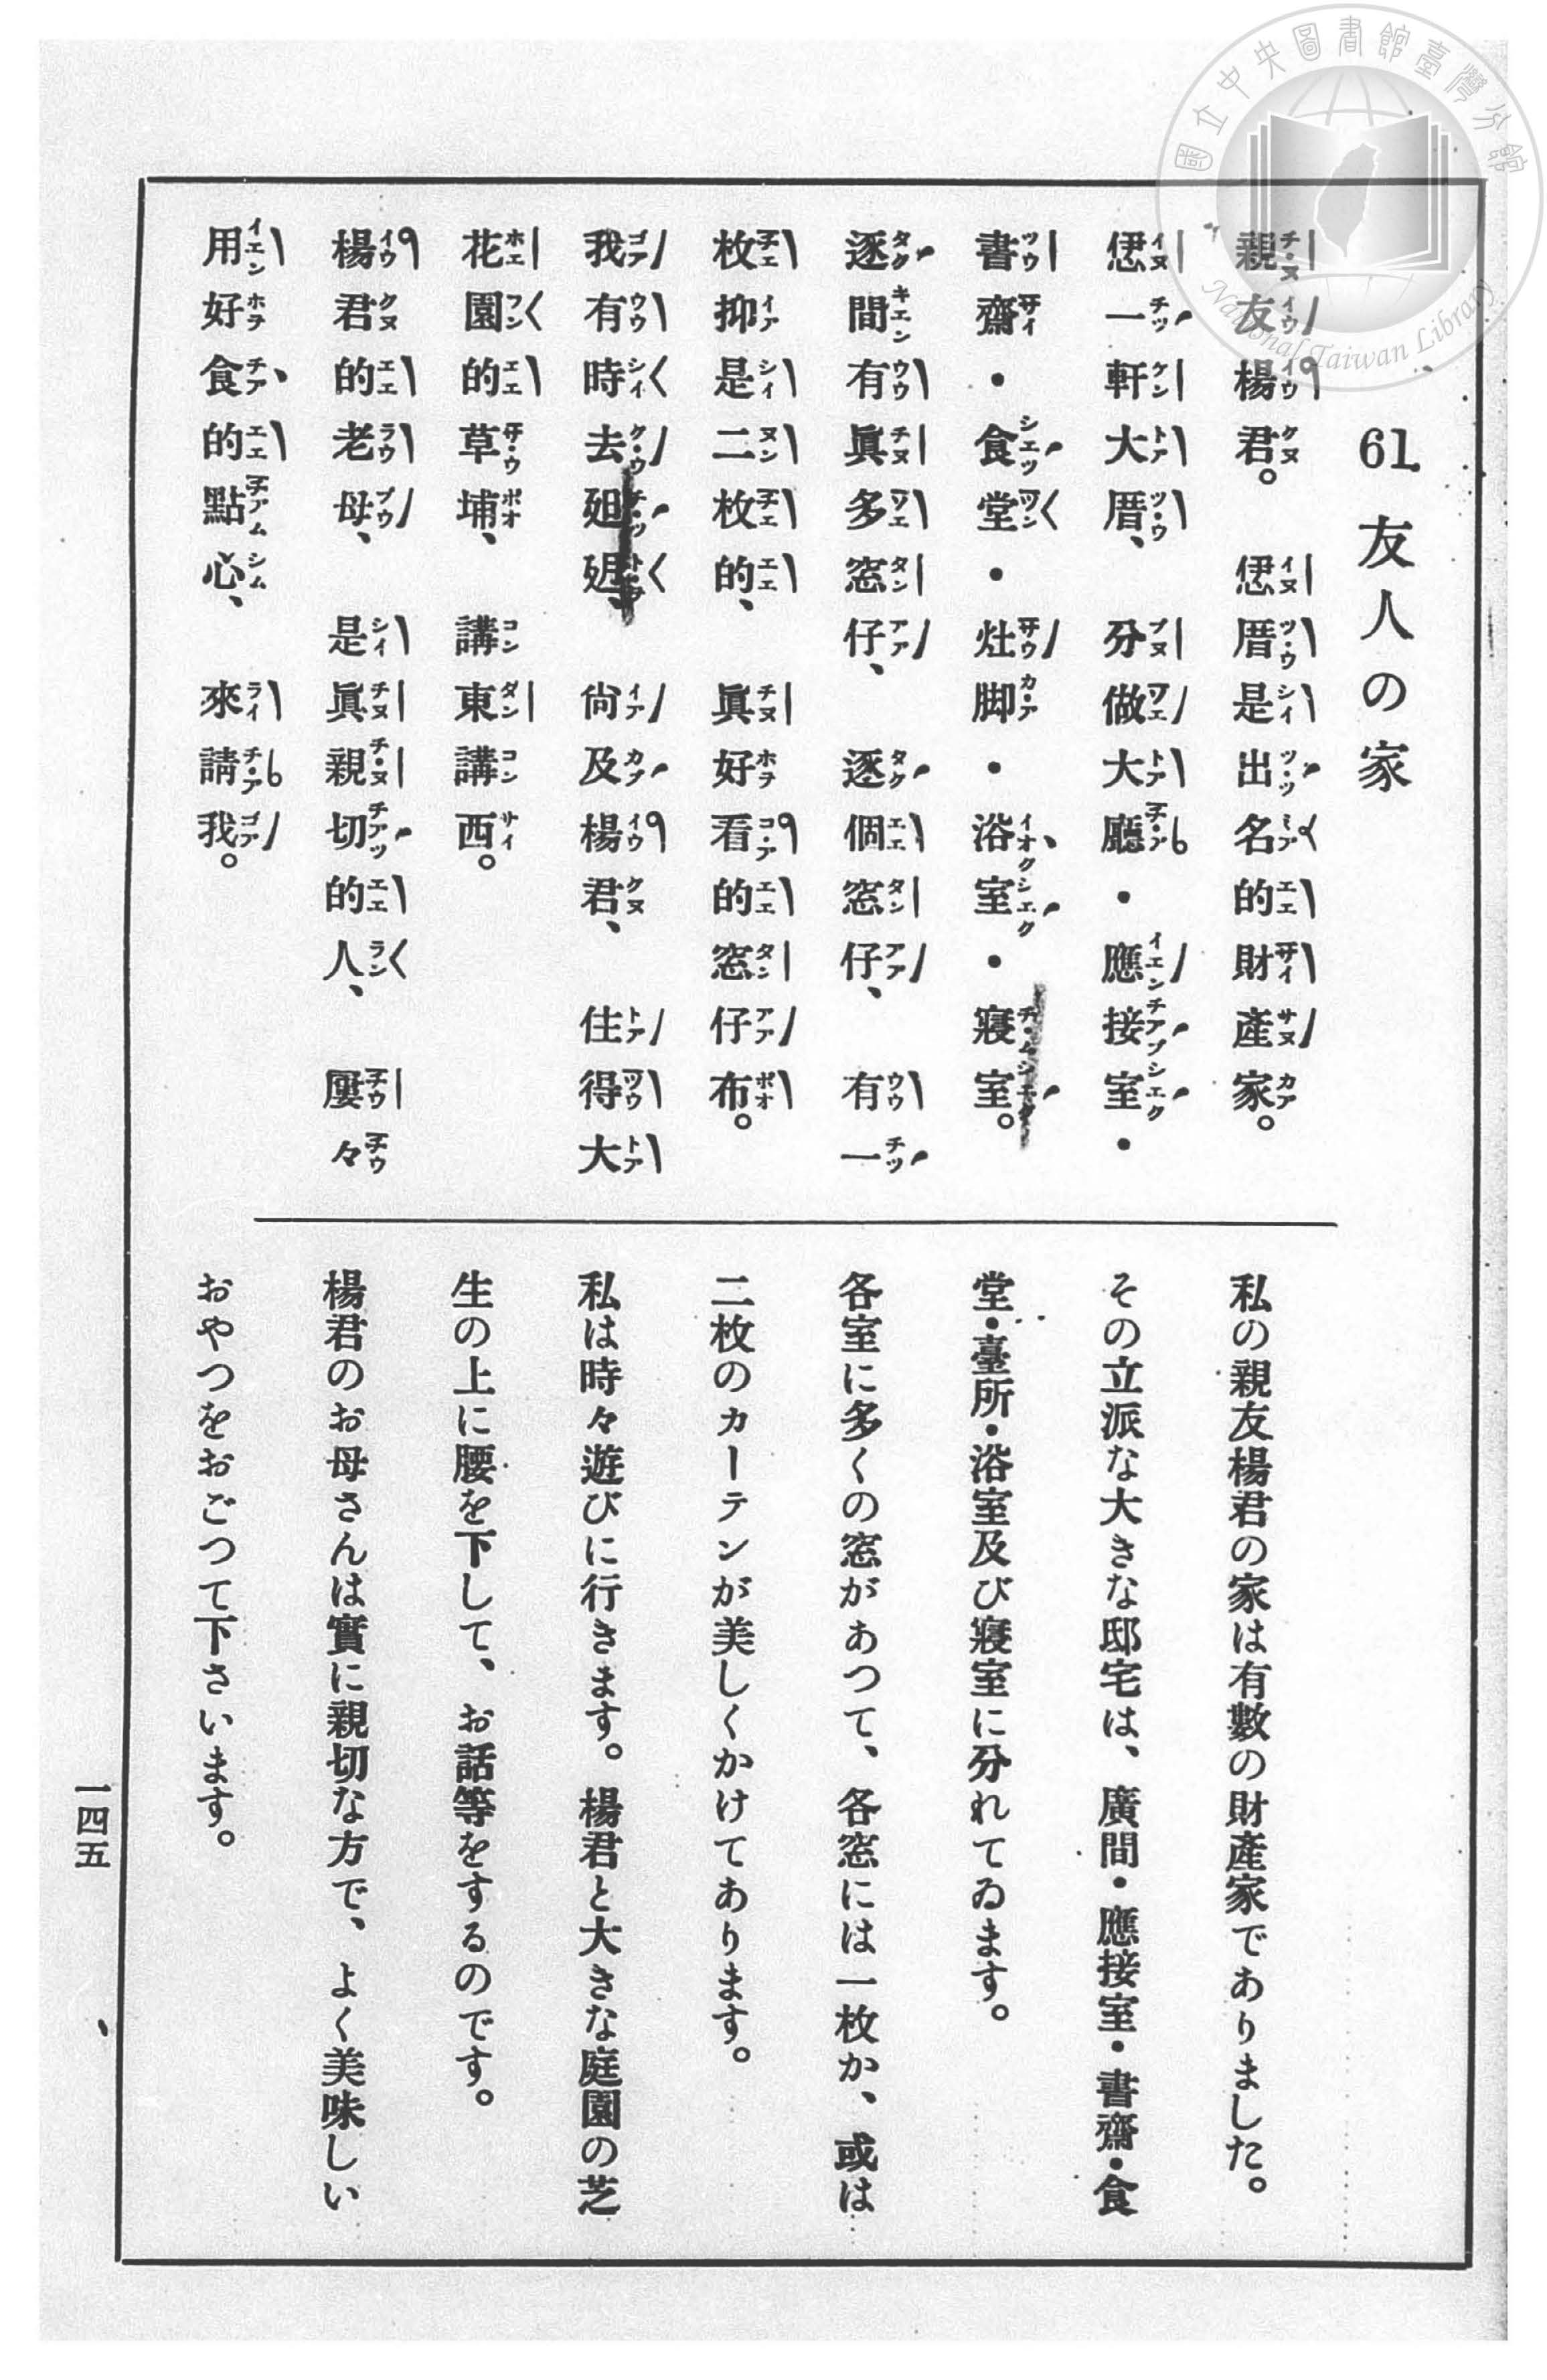 國立中央圖書館臺灣分館
National Taiwan Library
61 友人の家
親友楊君。 恁厝是出名的財產家。
恁一軒大厝、 分做大廳・應接室・
書齋・食堂・灶脚・浴室・寢室。
逐間有眞多窓仔、 逐個窓仔、 有一
枚抑是二枚的、 眞好看的窓仔布。
我有時去𨑨迌、 尙及楊君、 住得大
花園的草埔、 講東講西。
楊君的老母、 是眞親切的人、 屢々
用好食的點心、 來請我。
私の親友楊君の家は有數の財產家でありました。
その立派な大きな邸宅は、廣間・應接室・書齋・食
堂・臺所・浴室及び寢室に分れてゐます。
各室に多くの窓があつて、各窓には一枚か、或は
二枚のカーテンが美しくかけてあります。
私は時々遊びに行きます。楊君と大きな庭園の芝
生の上に腰を下して、お話等をするのです。
楊君のお母さんは實に親切な方で、よく美味しい
おやつをおごつて下さいます。
一四五